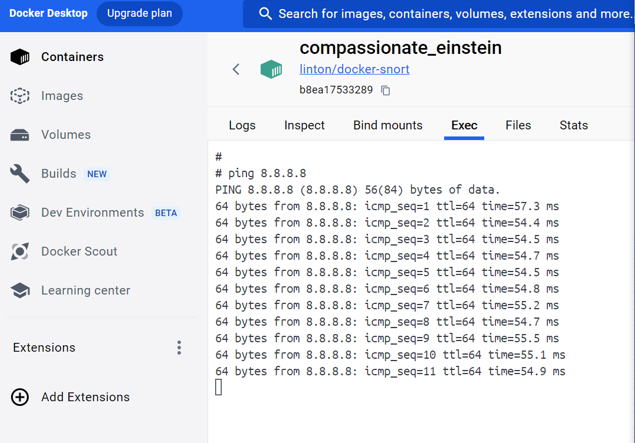 Docker Desktop
Upgrade plan
Search for images, containers, volumes, extensions and more.
Containers
Images
Volumes
Builds NEW
Dev Environments BETA
Docker Scout
Learning center
Extensions
Add Extensions
compassionate_einstein
linton/docker-snort
b8ea17533289
Logs Inspect Bind mounts Exec Files Stats
#
# ping 8.8.8.8
PING 8.8.8.8 (8.8.8.8) 56(84) bytes of data.
64 bytes from 8.8.8.8: icmp_seq=1 ttl=64 time=57.3 ms
64 bytes from 8.8.8.8: icmp_seq=2 ttl=64 time=54.4 ms
64 bytes from 8.8.8.8: icmp_seq=3 ttl=64 time=54.5 ms
64 bytes from 8.8.8.8: icmp_seq=4 ttl=64 time=54.7 ms
64 bytes from 8.8.8.8: icmp_seq=5 ttl=64 time=54.5 ms
64 bytes from 8.8.8.8: icmp_seq=6 ttl=64 time=54.8 ms
64 bytes from 8.8.8.8: icmp_seq=7 ttl=64 time=55.2 ms
64 bytes from 8.8.8.8: icmp_seq=8 ttl=64 time=54.7 ms
64 bytes from 8.8.8.8: icmp_seq=9 ttl=64 time=55.5 ms
64 bytes from 8.8.8.8: icmp_seq=10 ttl=64 time=55.1 ms
64 bytes from 8.8.8.8: icmp_seq=11 ttl=64 time=54.9 ms